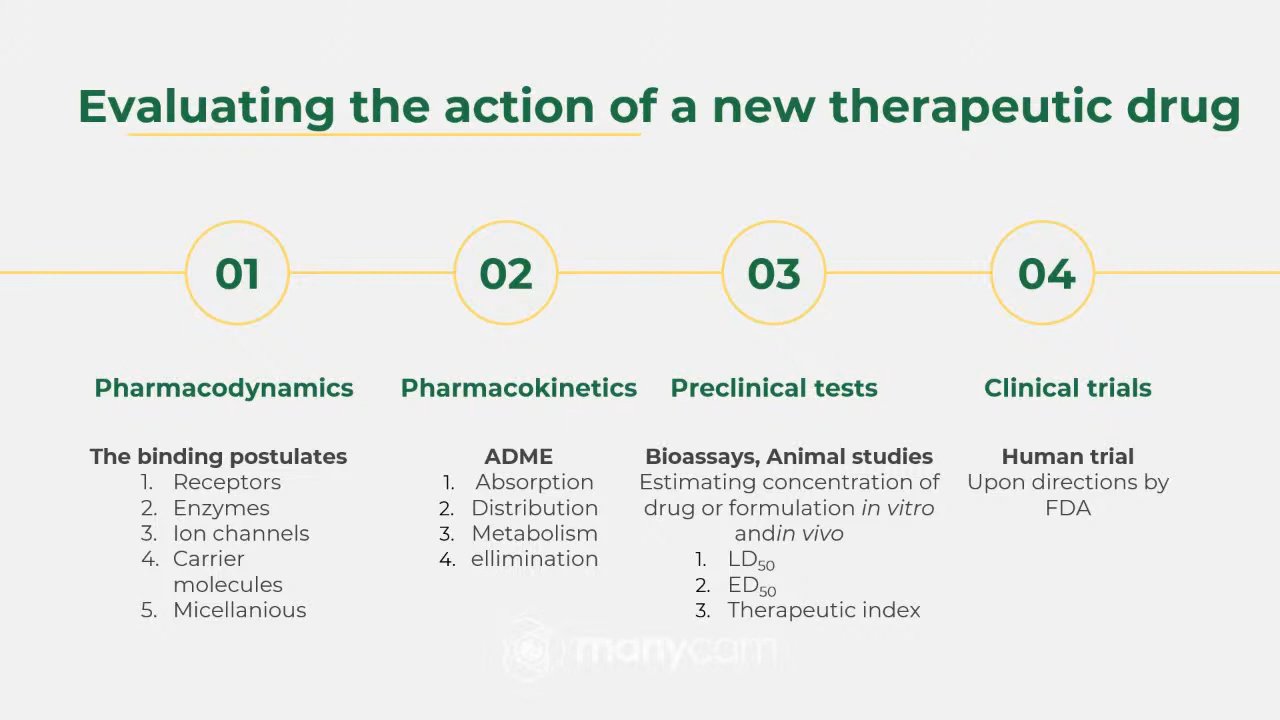 Evaluating the action of a new therapeutic drug
01
02
03
04
Pharmacodynamics
Pharmacokinetics
Preclinical tests
Clinical trials
The binding postulates
1. Receptors
2. Enzymes
3. Ion channels
4. Carrier
molecules
5. Micellanious
ADME
1. Absorption
2. Distribution
3. Metabolism
4. ellimination
Bioassays, Animal studies
Estimating concentration of
drug or formulation in vitro
andin vivo
1. LD50
2. ED50
3. Therapeutic index
Human trial
Upon directions by
FDA
manycam